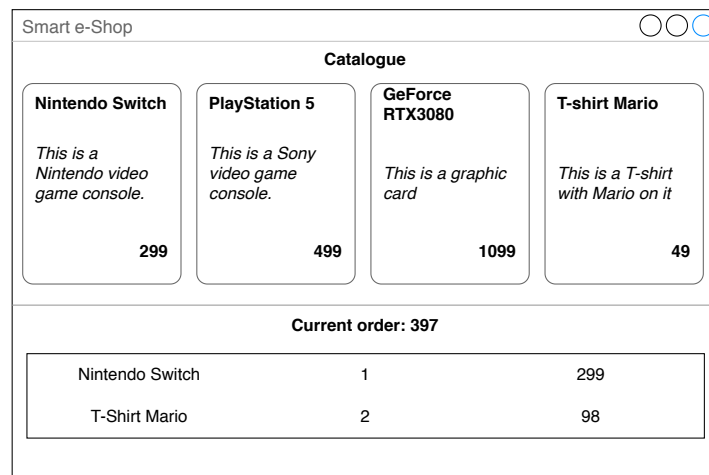 Smart e-Shop
Catalogue
Nintendo Switch
This is a
Nintendo video
game console.
299
PlayStation 5
This is a Sony
video game
console.
499
GeForce
RTX3080
This is a graphic
card
1099
T-shirt Mario
This is a T-shirt
with Mario on it
49
Current order: 397
Nintendo Switch 1 299
T-Shirt Mario 2 98